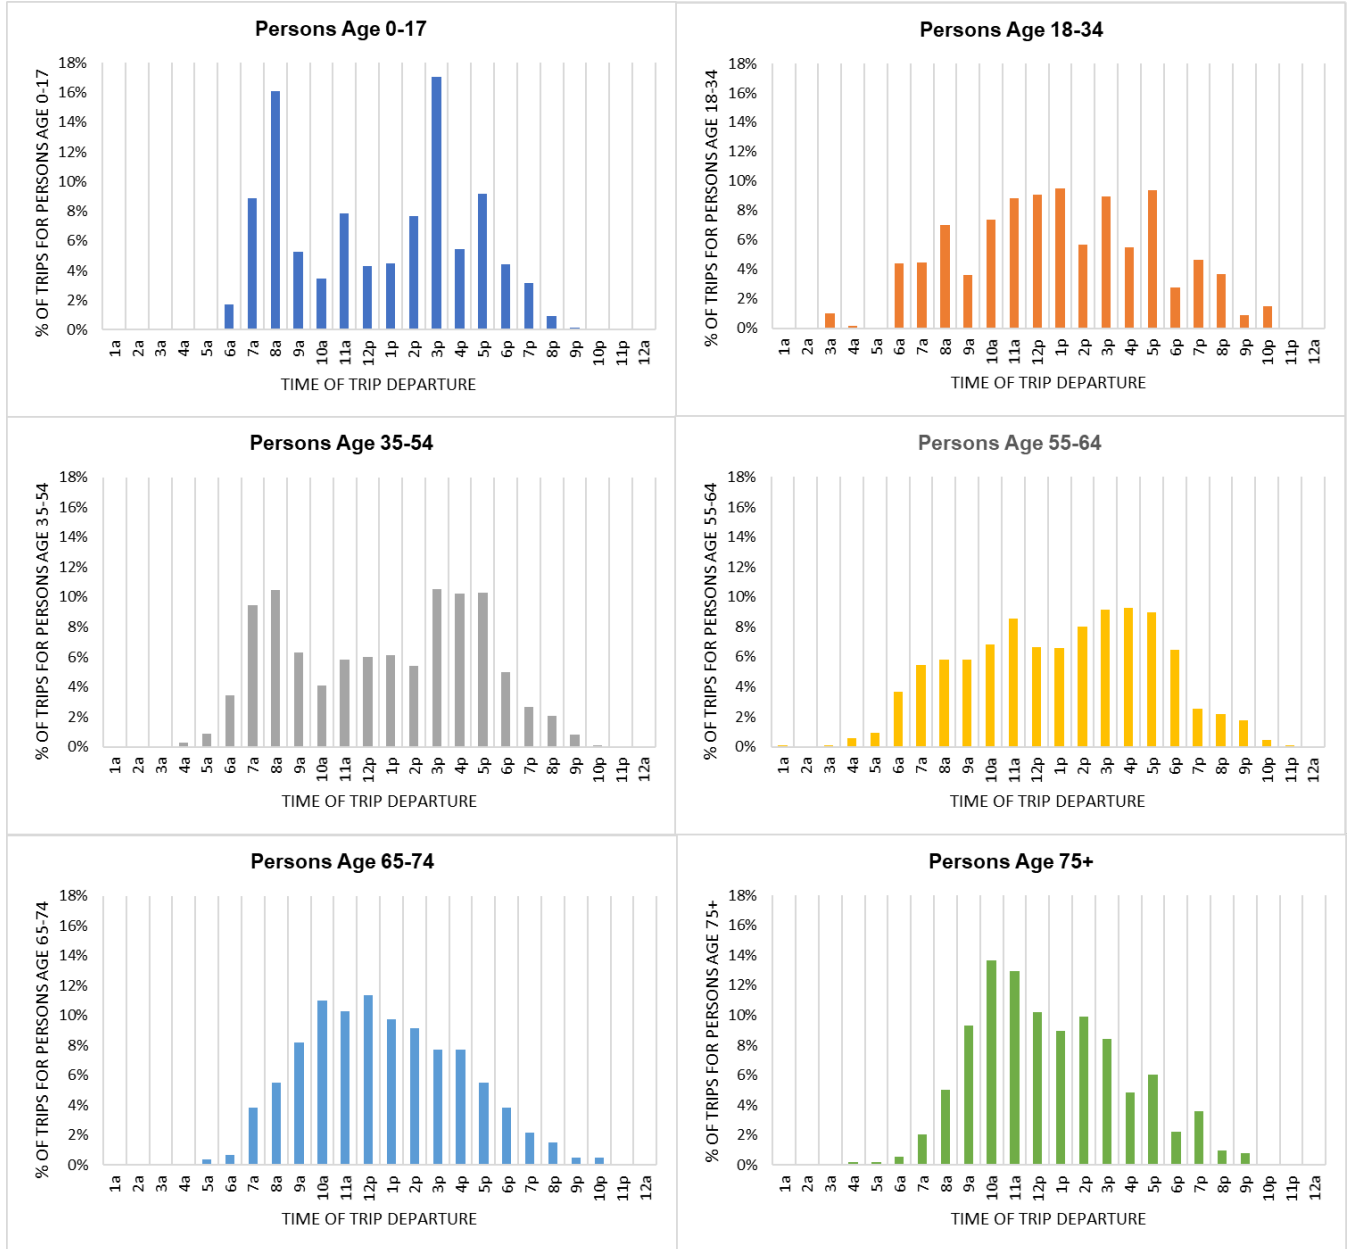 Persons Age 0-17
% OF TRIPS FOR PERSONS AGE 0-17
18%
16%
14%
12%
10%
8%
6%
4%
2%
0%
1a 2a 3a 4a 5a 6a 7a 8a 9a 10a 11a 12p 1p 2p 3p 4p 5p 6p 7p 8p 9p 10p 11p 12a
TIME OF TRIP DEPARTURE
Persons Age 18-34
% OF TRIPS FOR PERSONS AGE 18-34
18%
16%
14%
12%
10%
8%
6%
4%
2%
0%
1a 2a 3a 4a 5a 6a 7a 8a 9a 10a 11a 12p 1p 2p 3p 4p 5p 6p 7p 8p 9p 10p 11p 12a
TIME OF TRIP DEPARTURE
Persons Age 35-54
% OF TRIPS FOR PERSONS AGE 35-54
18%
16%
14%
12%
10%
8%
6%
4%
2%
0%
1a 2a 3a 4a 5a 6a 7a 8a 9a 10a 11a 12p 1p 2p 3p 4p 5p 6p 7p 8p 9p 10p 11p 12a
TIME OF TRIP DEPARTURE
Persons Age 55-64
% OF TRIPS FOR PERSONS AGE 55-64
18%
16%
14%
12%
10%
8%
6%
4%
2%
0%
1a 2a 3a 4a 5a 6a 7a 8a 9a 10a 11a 12p 1p 2p 3p 4p 5p 6p 7p 8p 9p 10p 11p 12a
TIME OF TRIP DEPARTURE
Persons Age 65-74
% OF TRIPS FOR PERSONS AGE 65-74
18%
16%
14%
12%
10%
8%
6%
4%
2%
0%
1a 2a 3a 4a 5a 6a 7a 8a 9a 10a 11a 12p 1p 2p 3p 4p 5p 6p 7p 8p 9p 10p 11p 12a
TIME OF TRIP DEPARTURE
Persons Age 75+
% OF TRIPS FOR PERSONS AGE 75+
18%
16%
14%
12%
10%
8%
6%
4%
2%
0%
1a 2a 3a 4a 5a 6a 7a 8a 9a 10a 11a 12p 1p 2p 3p 4p 5p 6p 7p 8p 9p 10p 11p 12a
TIME OF TRIP DEPARTURE